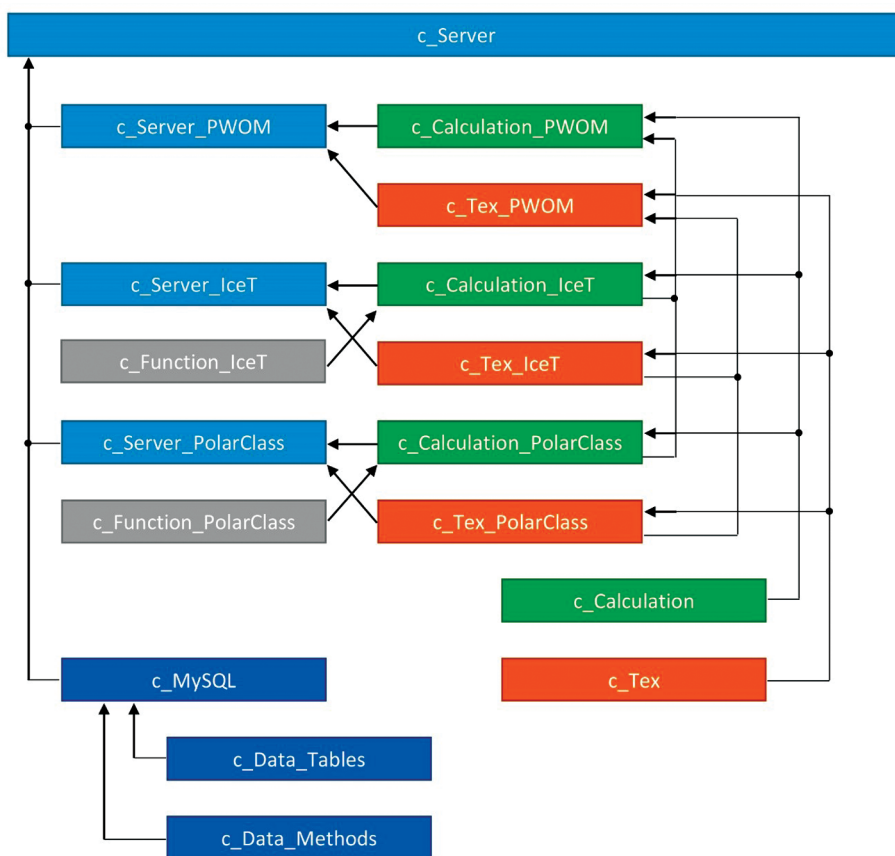 c_Server
c_Server_PWOM
c_Calculation_PWOM
c_Tex_PWOM
c_Server_IceT
c_Calculation_IceT
c_Function_IceT
c_Tex_IceT
c_Server_PolarClass
c_Calculation_PolarClass
c_Function_PolarClass
c_Tex_PolarClass
c_Calculation
c_MySQL
c_Tex
c_Data_Tables
c_Data_Methods